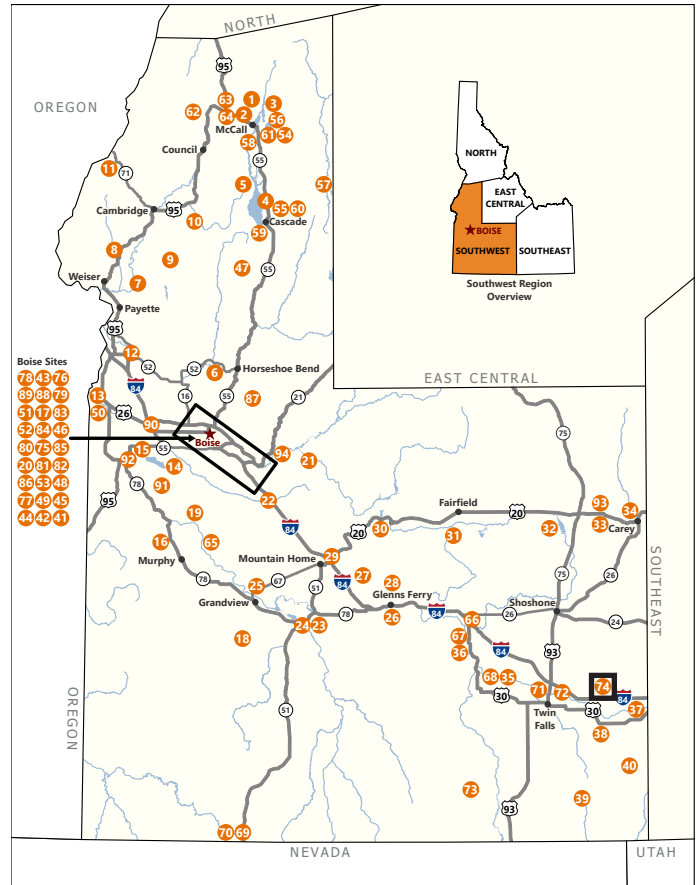 NORTH
95
OREGON
63
1
3
62
64
2
56
McCall
61
54
58
Council
55
11
71
5
57
4
55
60
Cambridge
95
10
Cascade
59
8
9
47
55
Weiser
7
Payette
95
12
52
52
6
Horseshoe Bend
84
16
55
87
21
13
50
26
90
Boise
15
55
14
92
94
21
78
91
22
95
19
84
16
65
Murphy
Mountain Home
29
20
30
Fairfield
20
31
32
93
33
34
Carey
75
75
26
78
67
25
Grandview
51
84
27
28
Glenns Ferry
26
78
24
23
18
84
66
26
Shoshone
24
67
36
84
93
68
35
30
71
72
74
84
30
37
Twin
Falls
38
40
39
73
93
51
70
69
Boise Sites
78 43 76
89 88 79
51 17 83
52 84 46
80 75 85
20 81 82
86 53 48
77 49 45
44 42 41
EAST CENTRAL
SOUTHEAST
OREGON
NEVADA
UTAH
NORTH
EAST
CENTRAL
BOISE
SOUTHWEST
SOUTHEAST
Southwest Region
Overview